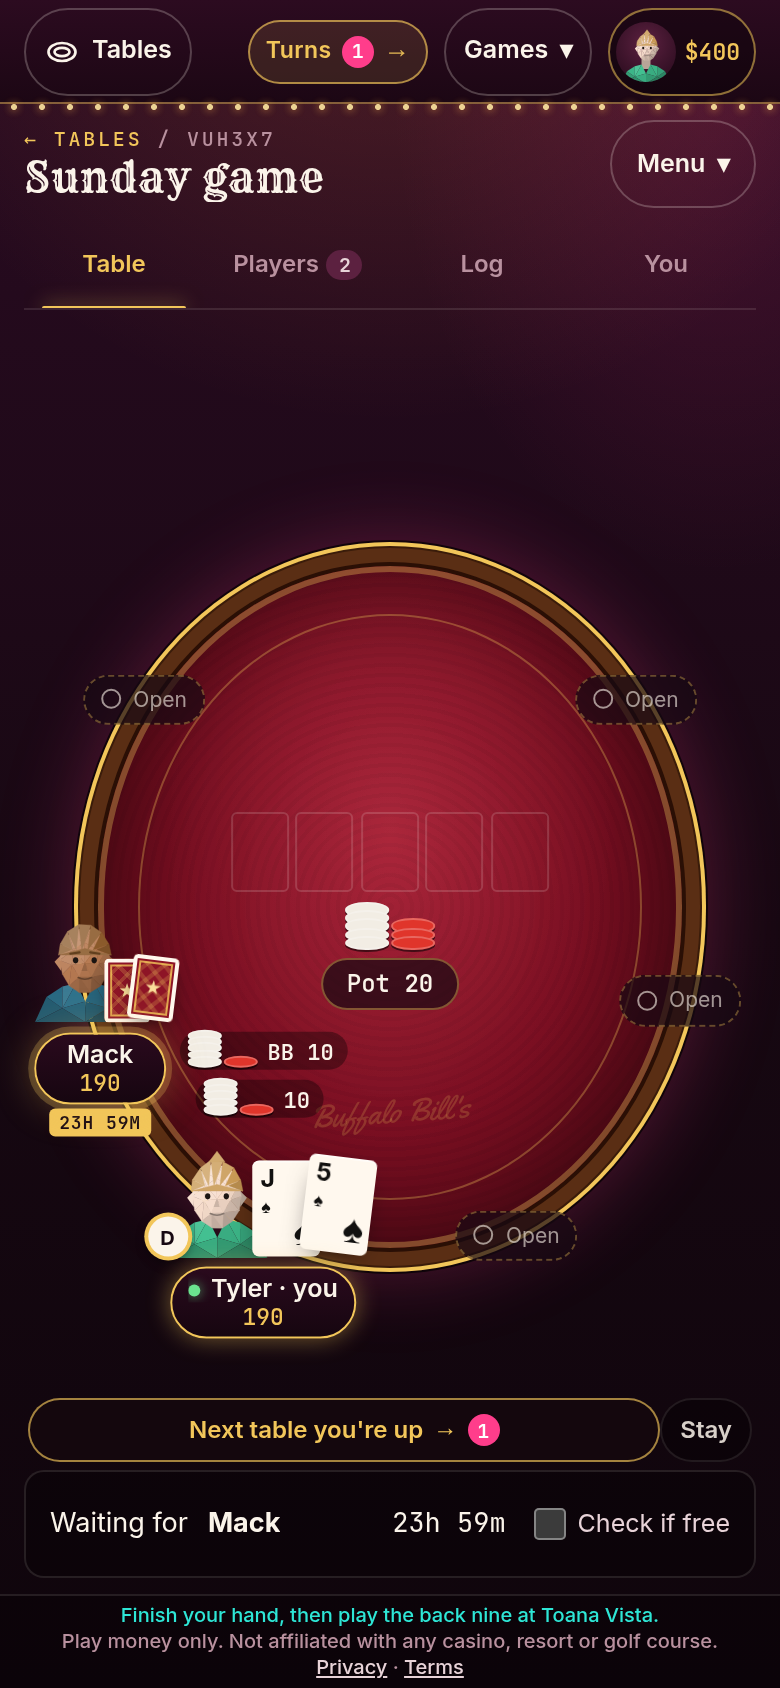 Tables
Turns 1 →
Games ▼
$400
← TABLES / VUH3X7
Sunday game
Menu ▼
Table
Players 2
Log
You
Open
Open
Pot 20
Open
Mack
190
23H 59M
BB 10
10
Buffalo Bill's
J
5
D
Open
Tyler · you
190
Next table you're up → 1
Stay
Waiting for Mack
23h 59m
Check if free
Finish your hand, then play the back nine at Toana Vista.
Play money only. Not affiliated with any casino, resort or golf course.
Privacy · Terms